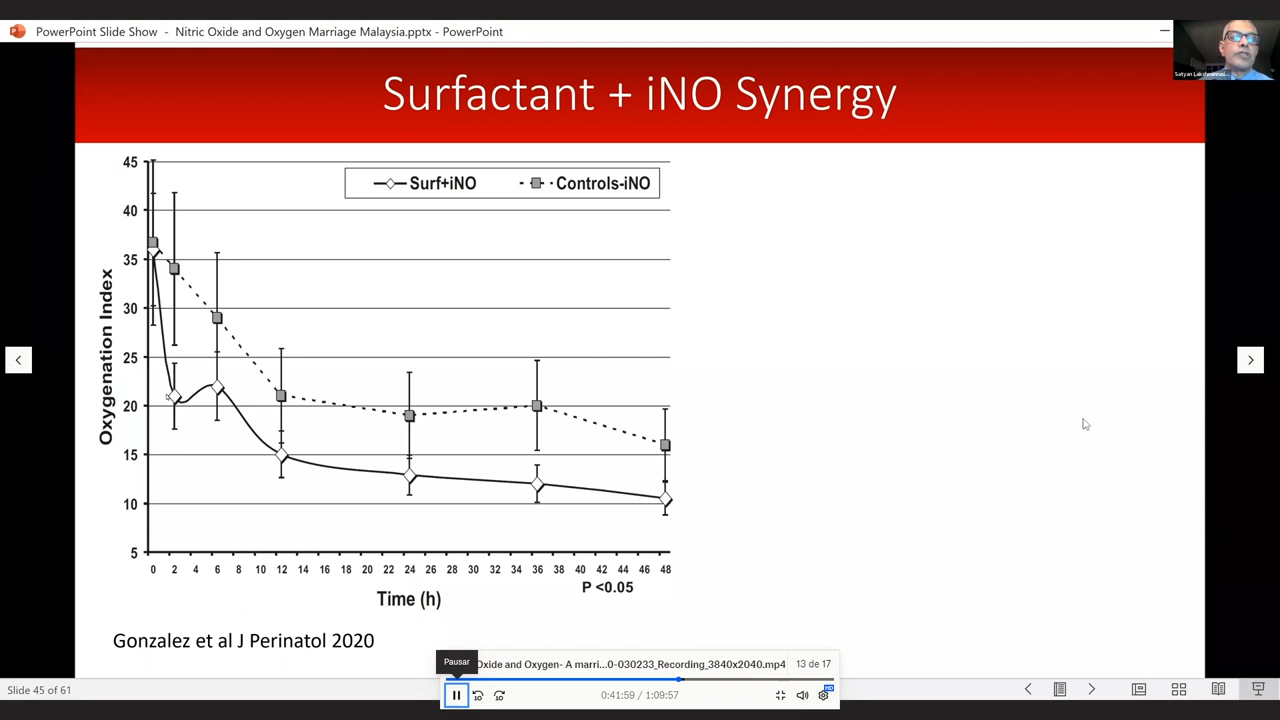 PowerPoint Slide Show - Nitric Oxide and Oxygen Marriage Malaysia.pptx - PowerPoint
Surfactant + iNO Synergy
Surf+iNO
Controls-iNO
45
40
35
30
25
20
15
10
5
Oxygenation Index
0 2 4 6 8 10 12 14 16 18 20 22 24 26 28 30 32 34 36 38 40 42 44 46 48
P <0.05
Time (h)
Gonzalez et al J Perinatol 2020
Pausar
Oxide and Oxygen- A marri...0-030233_Recording_3840x2040.mp4
13 de 17
10
10
0:41:59 / 1:09:57
HD
Slide 45 of 61